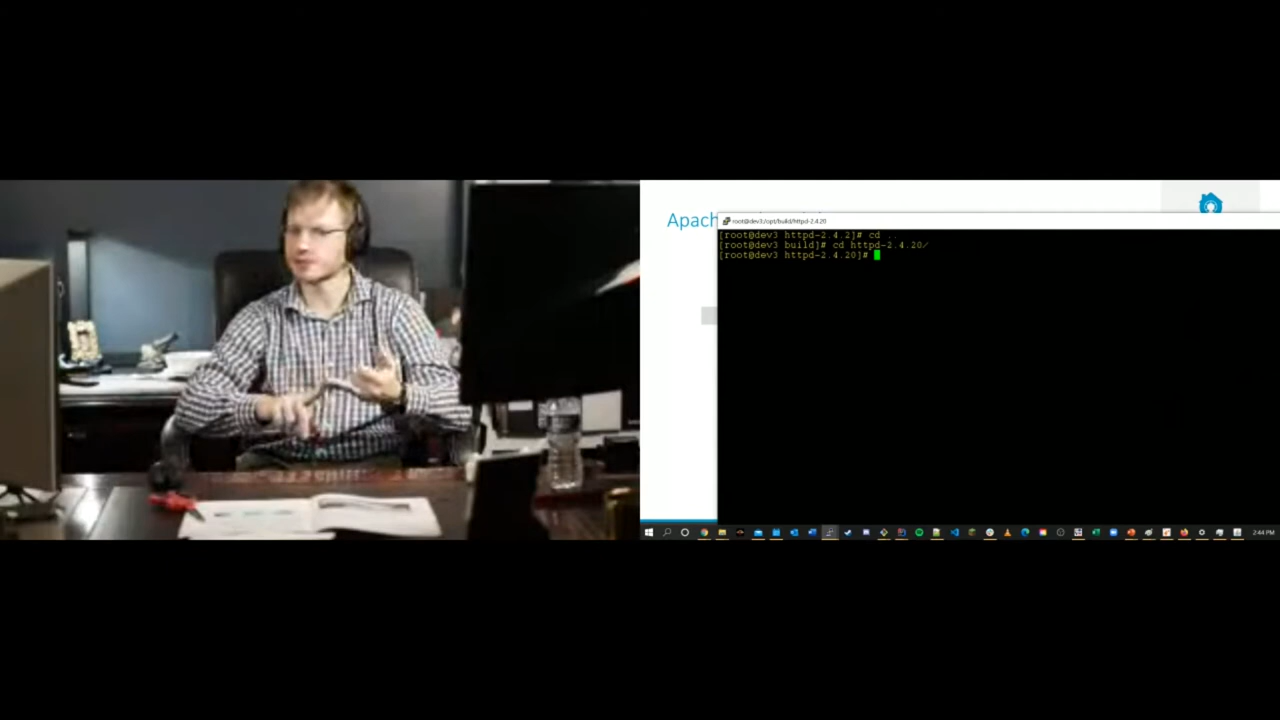 Apach
root@dev3:/opt/build/httpd-2.4.20
[root@dev3 httpd-2.4.2]# cd ..
[root@dev3 build]# cd httpd-2.4.20/
[root@dev3 httpd-2.4.20]#
2:44 PM